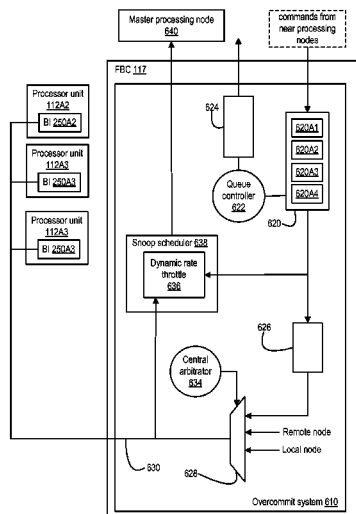 Master processing node
640
commands from
near processing
nodes
FBC 117
Processor unit
112A2
BI 250A2
Processor unit
112A3
BI 250A3
Processor unit
112A3
BI 250A3
624
620A1
620A2
620A3
620A4
Queue
controller
622
620
Snoop scheduler 638
Dynamic rate
throttle
636
626
Central
arbitrator
634
Remote node
Local node
630
628
Overcommit system 610